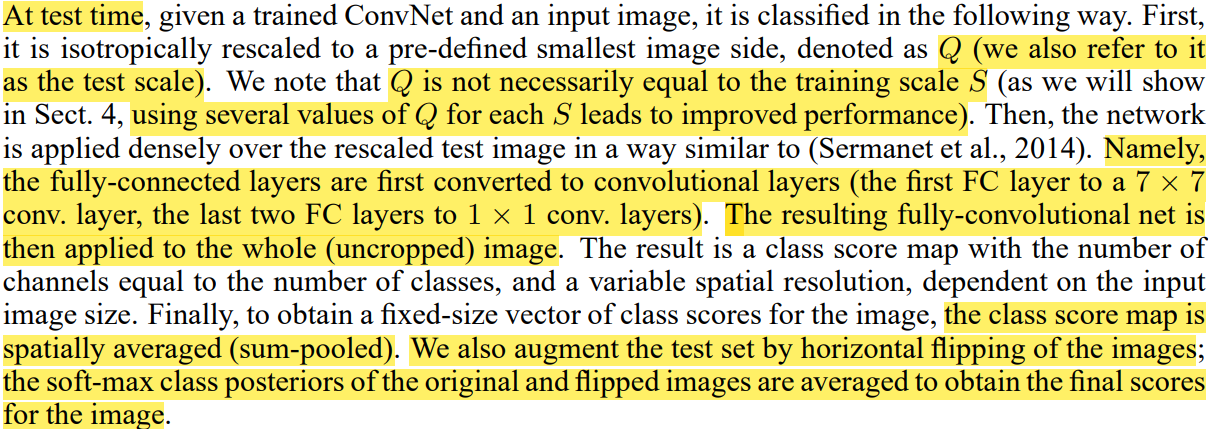 At test time, given a trained ConvNet and an input image, it is classified in the following way. First,
it is isotropically rescaled to a pre-defined smallest image side, denoted as Q (we also refer to it
as the test scale). We note that Q is not necessarily equal to the training scale S (as we will show
in Sect. 4, using several values of Q for each S leads to improved performance). Then, the network
is applied densely over the rescaled test image in a way similar to (Sermanet et al., 2014). Namely,
the fully-connected layers are first converted to convolutional layers (the first FC layer to a 7 × 7
conv. layer, the last two FC layers to 1 × 1 conv. layers). The resulting fully-convolutional net is
then applied to the whole (uncropped) image. The result is a class score map with the number of
channels equal to the number of classes, and a variable spatial resolution, dependent on the input
image size. Finally, to obtain a fixed-size vector of class scores for the image, the class score map is
spatially averaged (sum-pooled). We also augment the test set by horizontal flipping of the images;
the soft-max class posteriors of the original and flipped images are averaged to obtain the final scores
for the image.